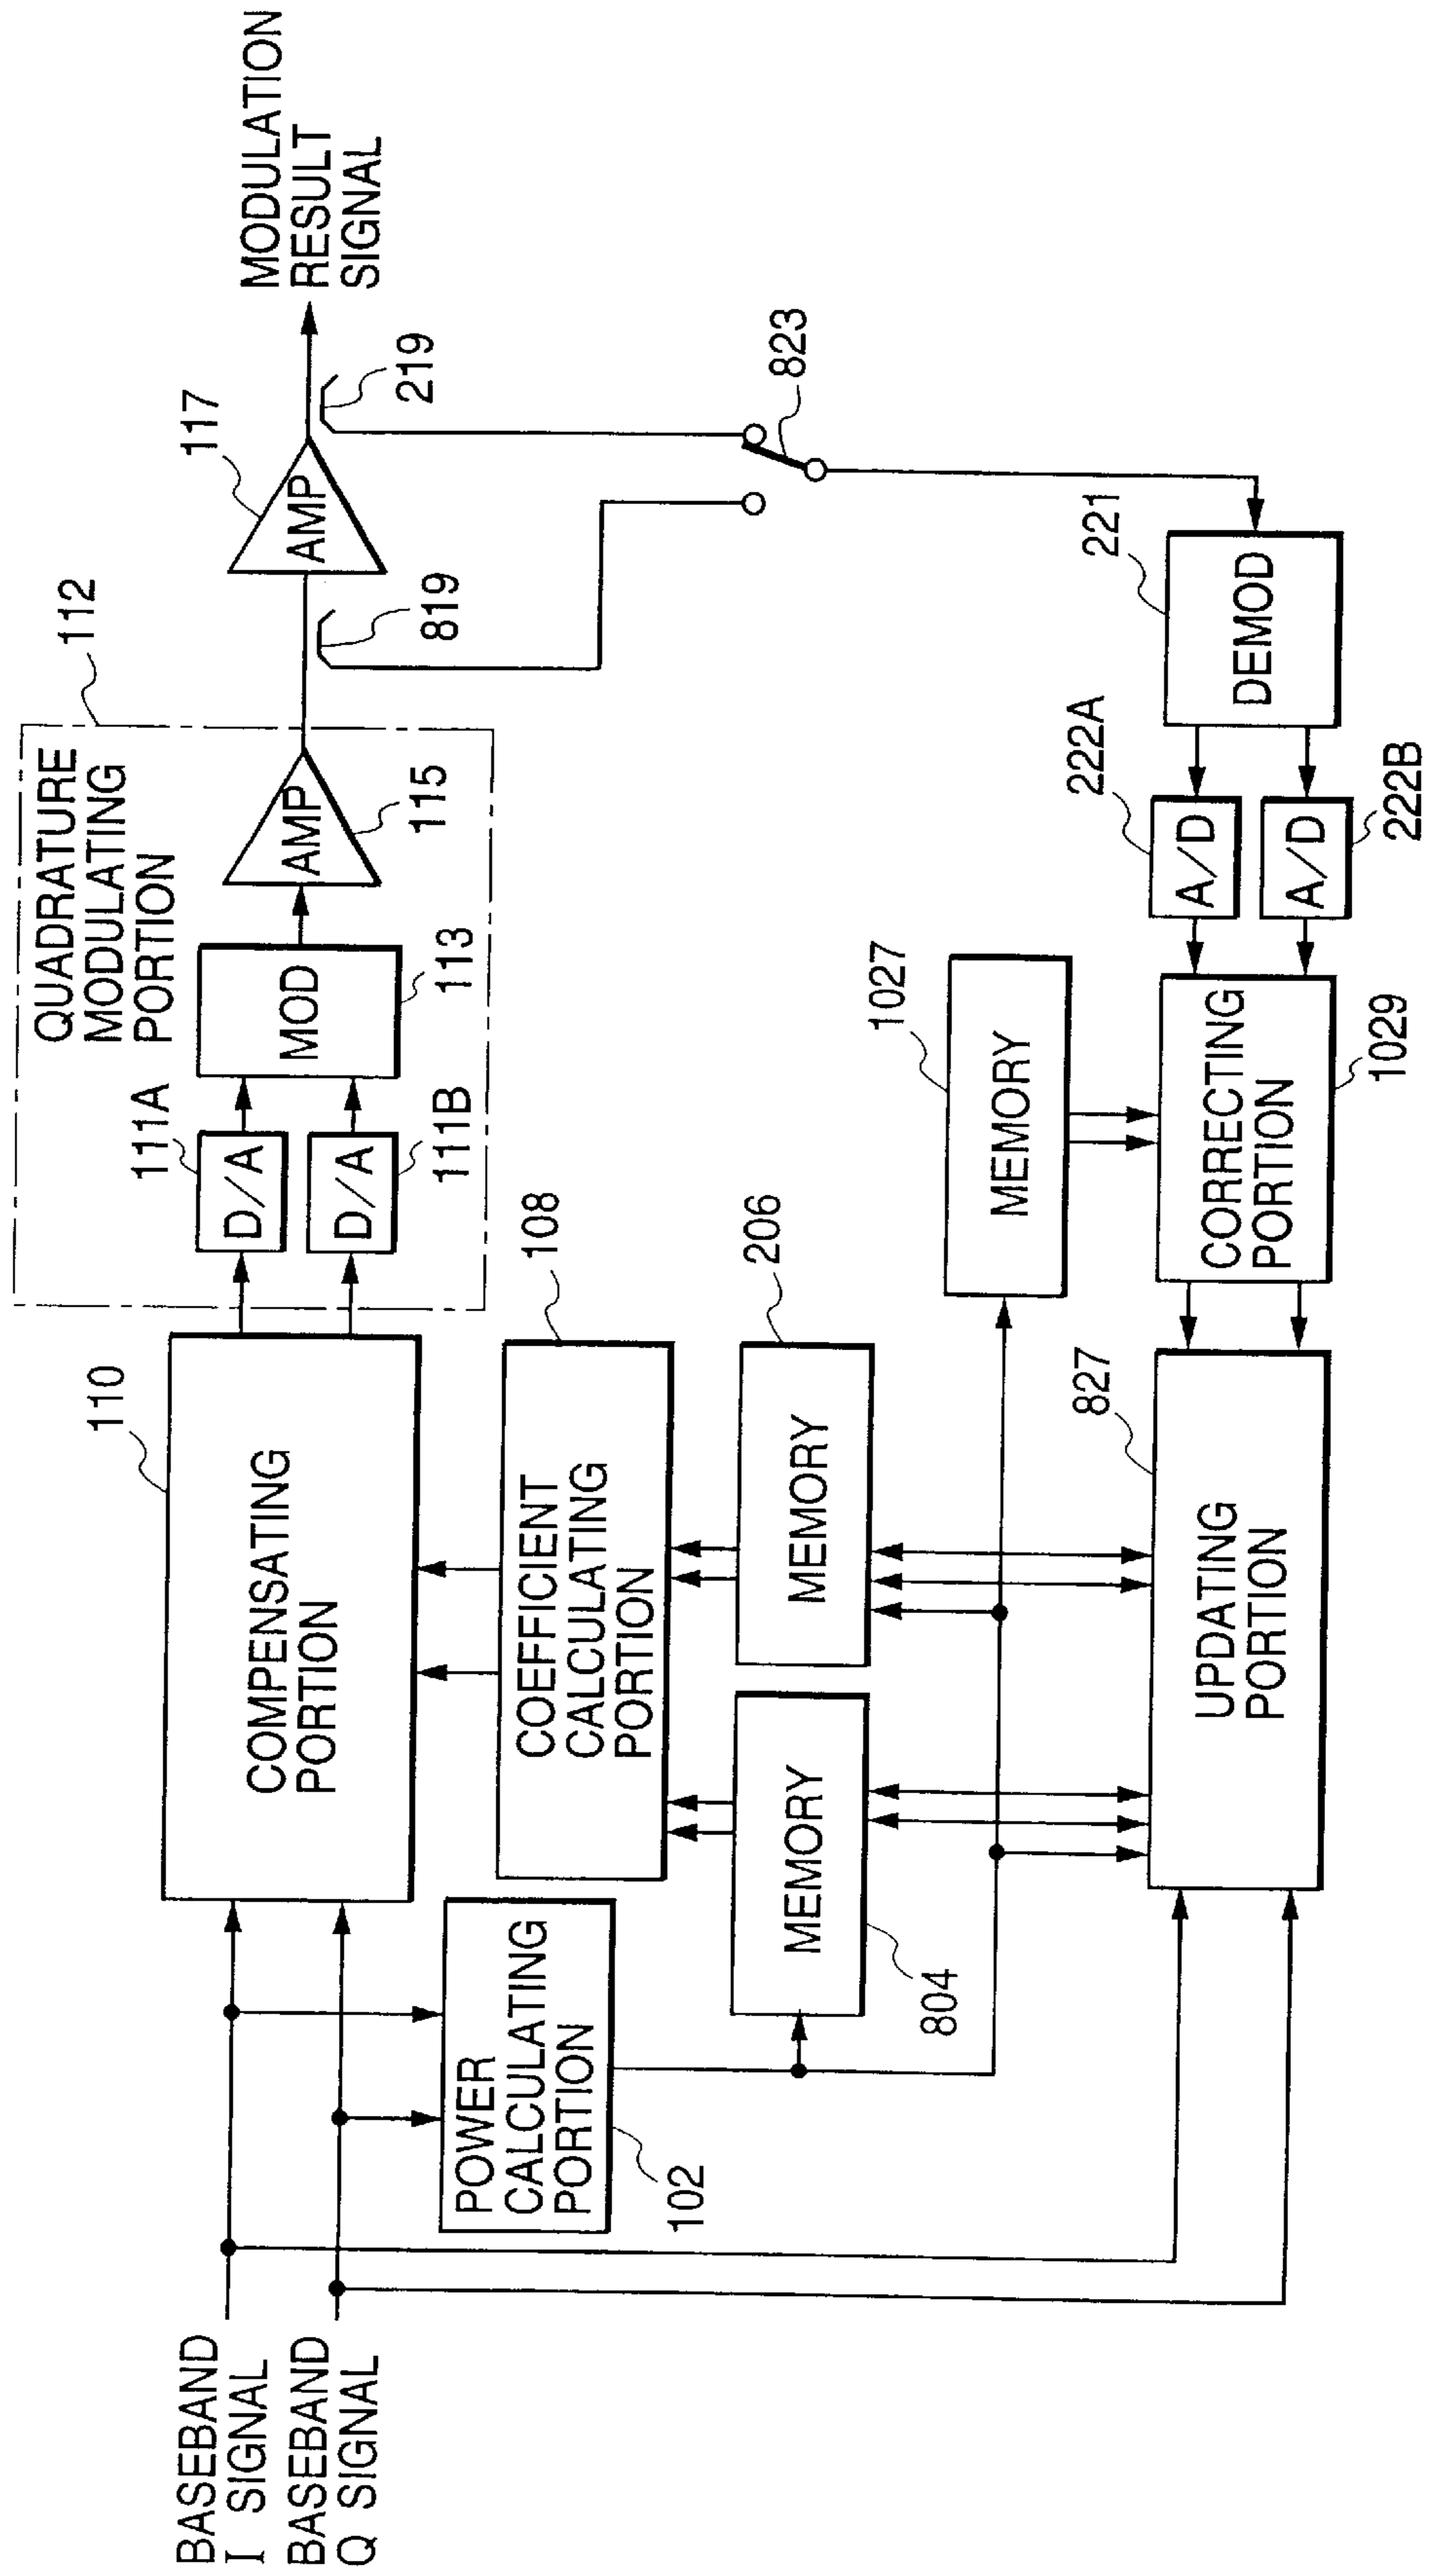 BASEBAND
I SIGNAL
BASEBAND
Q SIGNAL
POWER
CALCULATING
PORTION
102
COMPENSATING
PORTION
110
COEFFICIENT
CALCULATING
PORTION
108
MEMORY
804
MEMORY
206
UPDATING
PORTION
827
MEMORY
1027
CORRECTING
PORTION
1029
QUADRATURE
MODULATING
PORTION
112
111A
D/A
D/A
111B
MOD
113
AMP
115
819
117
AMP
219
MODULATION
RESULT
SIGNAL
823
221
DEMOD
222A
A/D
A/D
222B